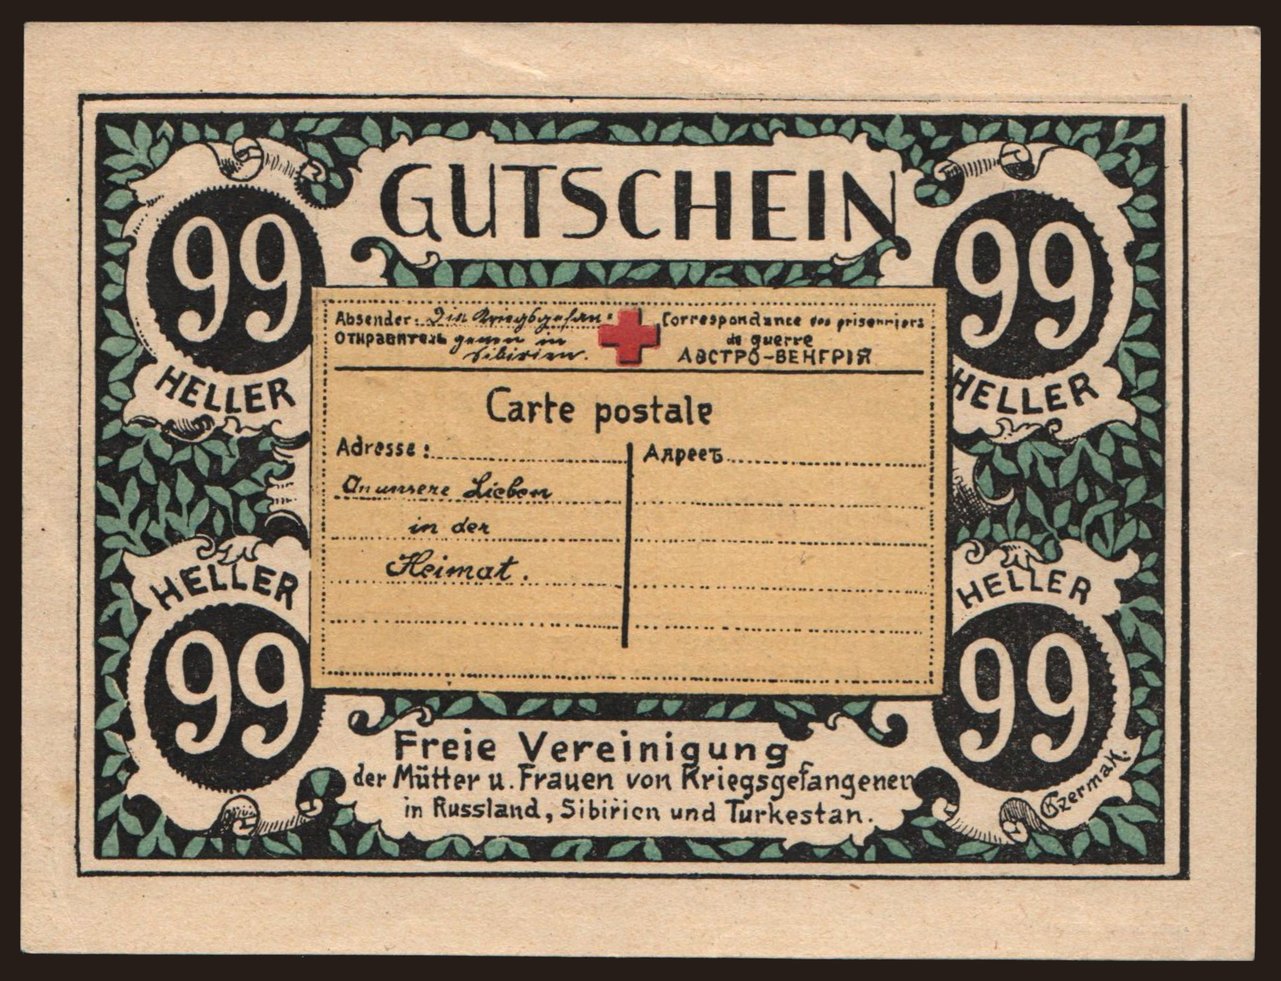 GUTSCHEIN
99
99
HELLER
HELLER
Absender: Die Kriegsgefan=
Отправитель genen in
Sibirien.
Correspondance des prisonniers
de guerre
АВСТРО-ВЕНГРІЯ
Carte postale
Adresse:
Адресъ
An unsere Lieben
in der
Heimat.
HELLER
HELLER
99
99
Freie Vereinigung
der Mütter u. Frauen von Kriegsgefangenen
in Russland, Sibirien und Turkestan.
Czermak.